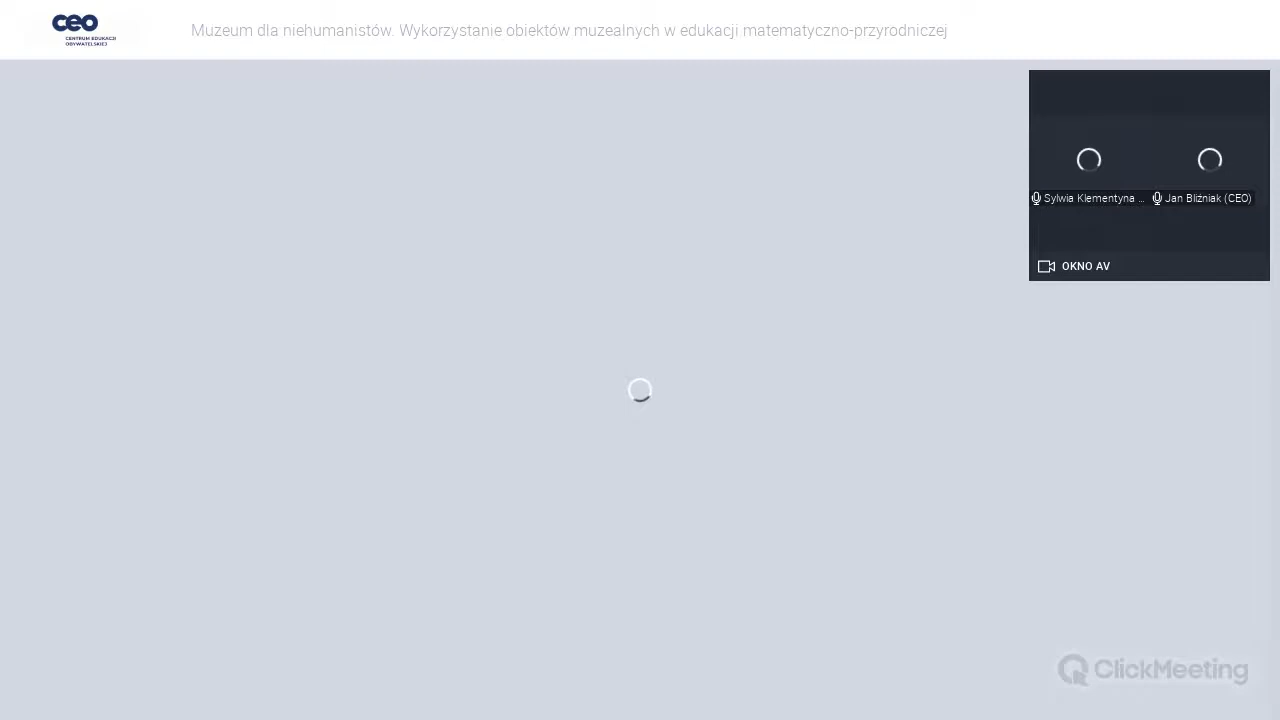 ceo
CENTRUM EDUKACJI
OBYWATELSKIEJ
Muzeum dla niehumanistów. Wykorzystanie obiektów muzealnych w edukacji matematyczno-przyrodniczej
Sylwia Klementyna ...
Jan Bliźniak (CEO)
OKNO AV
ClickMeeting